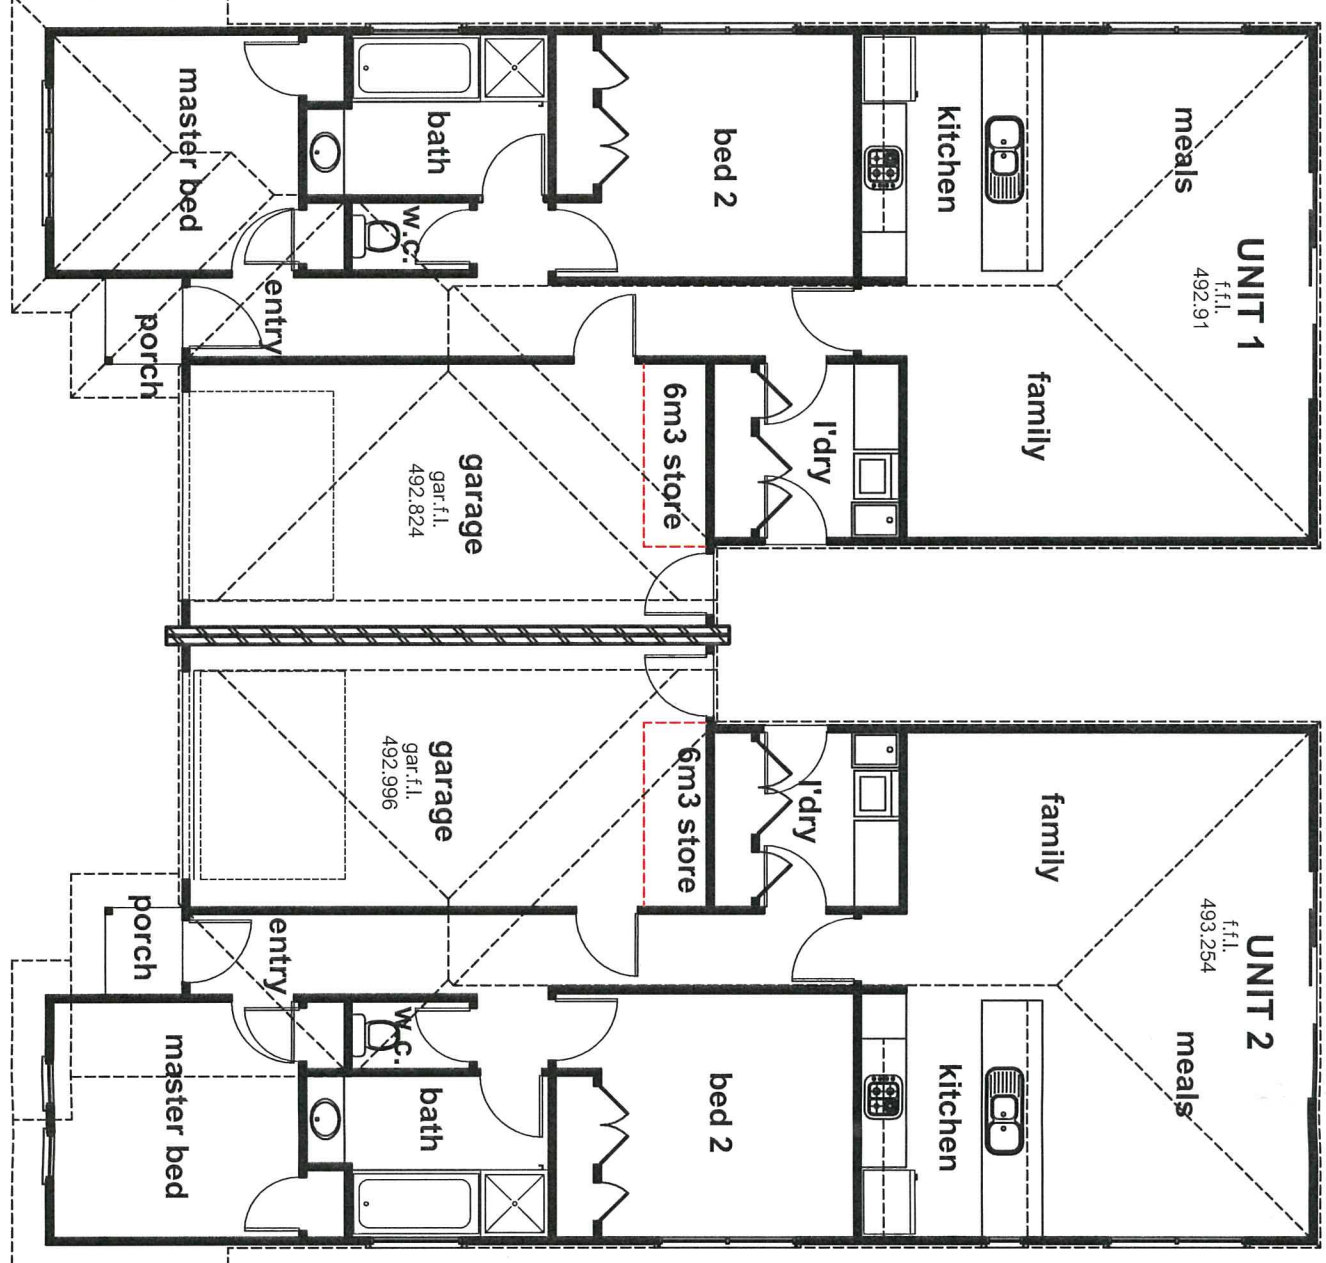 master bed
bath
w.c.
entry
porch
bed 2
kitchen
meals
UNIT 1
f.f.l.
492.91
family
l'dry
6m3 store
garage
gar.f.l.
492.824
garage
gar.f.l.
492.996
6m3 store
l'dry
family
UNIT 2
f.f.l.
493.254
meals
kitchen
bed 2
bath
w.c.
entry
porch
master bed